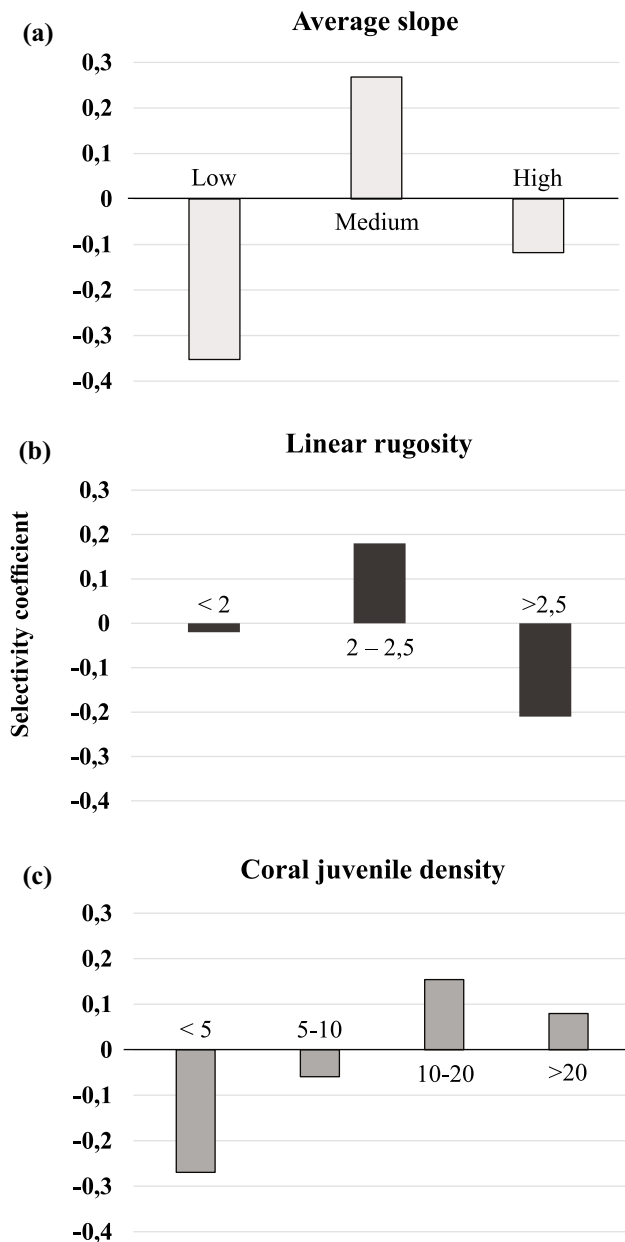 (a)
Average slope
0,3
0,2
0,1
0
-0,1
-0,2
-0,3
-0,4
Low
Medium
High
(b)
Linear rugosity
Selectivity coefficient
0,3
0,2
0,1
0
-0,1
-0,2
-0,3
-0,4
< 2
2 – 2,5
>2,5
(c)
Coral juvenile density
0,3
0,2
0,1
0
-0,1
-0,2
-0,3
-0,4
< 5
5-10
10-20
>20